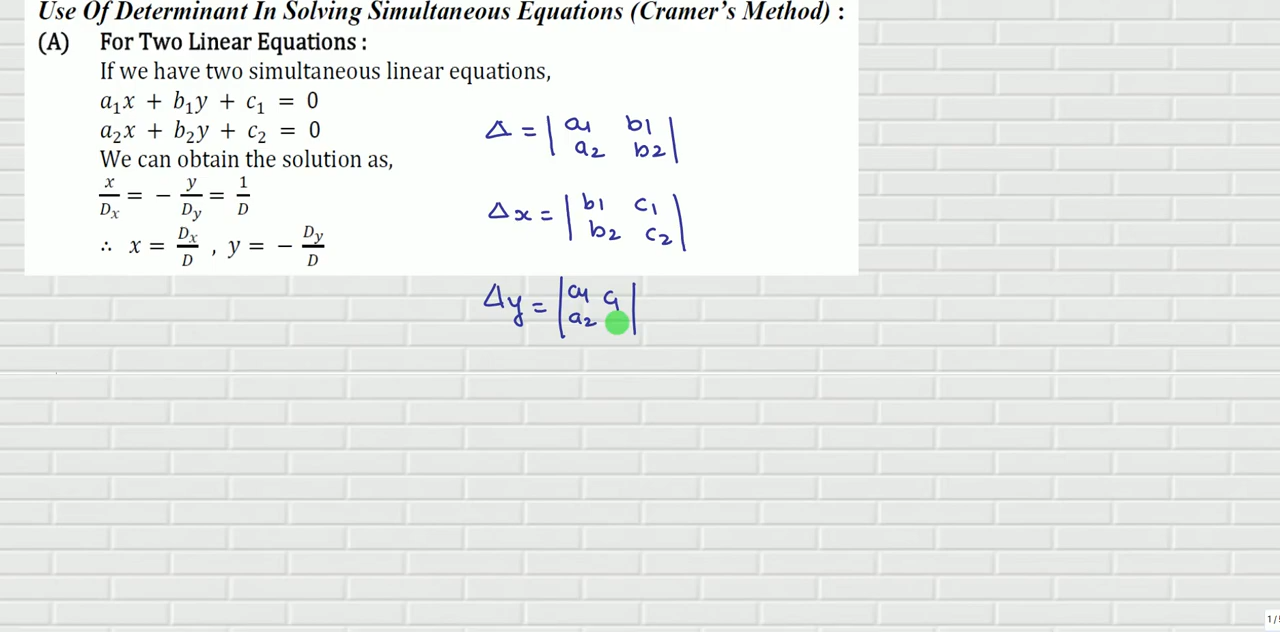 Use Of Determinant In Solving Simultaneous Equations (Cramer's Method) :
(A) For Two Linear Equations :
If we have two simultaneous linear equations,
a₁x + b₁y + c₁ = 0
a₂x + b₂y + c₂ = 0
We can obtain the solution as,
x/Dₓ = − y/Dᵧ = 1/D
∴ x = Dₓ/D , y = − Dᵧ/D
Δ = | a1 b1 |
| a2 b2 |
Δx = | b1 c1 |
| b2 c2 |
Δy = | a1 c1 |
| a2 |